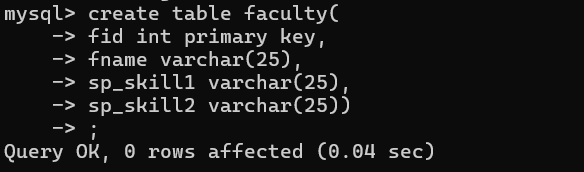 mysql> create table faculty(
    -> fid int primary key,
    -> fname varchar(25),
    -> sp_skill1 varchar(25),
    -> sp_skill2 varchar(25))
    -> ;
Query OK, 0 rows affected (0.04 sec)